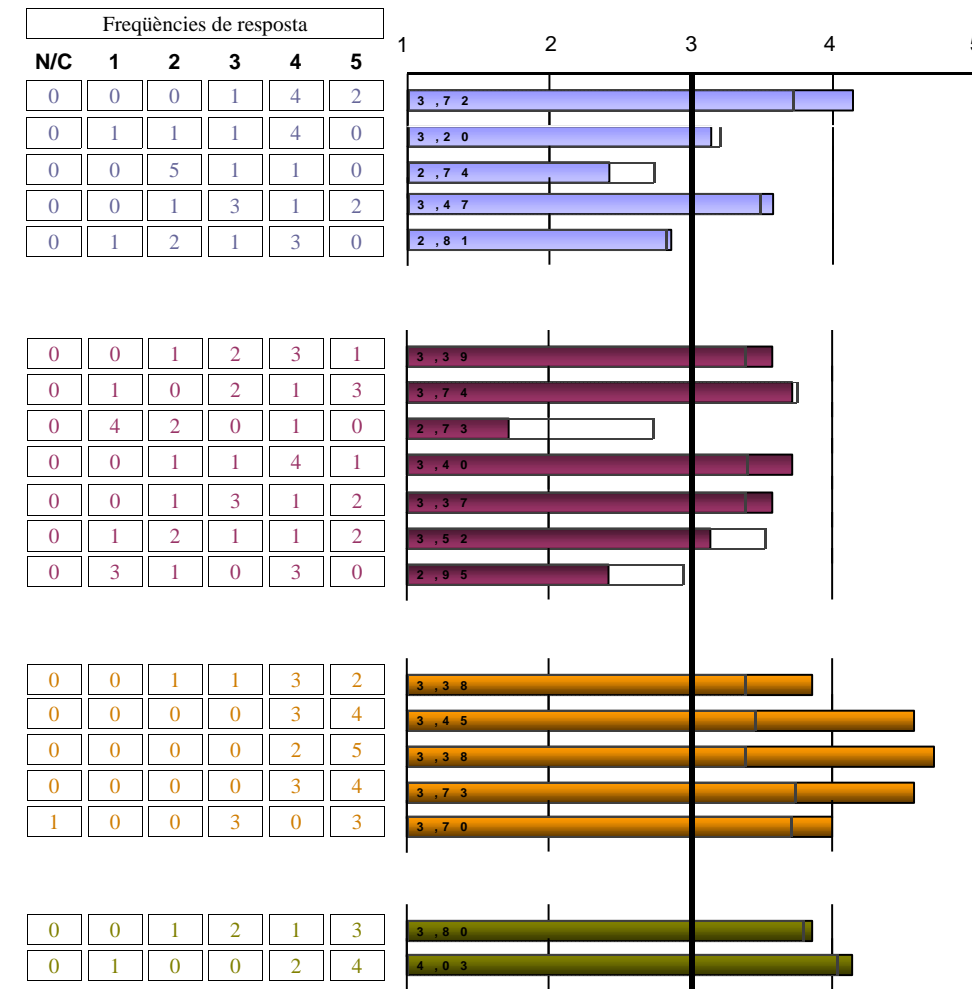 Freqüències de resposta
1 2 3 4
N/C 1 2 3 4 5
0 0 0 1 4 2 3,72
0 1 1 1 4 0 3,20
0 0 5 1 1 0 2,74
0 0 1 3 1 2 3,47
0 1 2 1 3 0 2,81
0 0 1 2 3 1 3,39
0 1 0 2 1 3 3,74
0 4 2 0 1 0 2,73
0 0 1 1 4 1 3,40
0 0 1 3 1 2 3,37
0 1 2 1 1 2 3,52
0 3 1 0 3 0 2,95
0 0 1 1 3 2 3,38
0 0 0 0 3 4 3,45
0 0 0 0 2 5 3,38
0 0 0 0 3 4 3,73
1 0 0 3 0 3 3,70
0 0 1 2 1 3 3,80
0 1 0 0 2 4 4,03